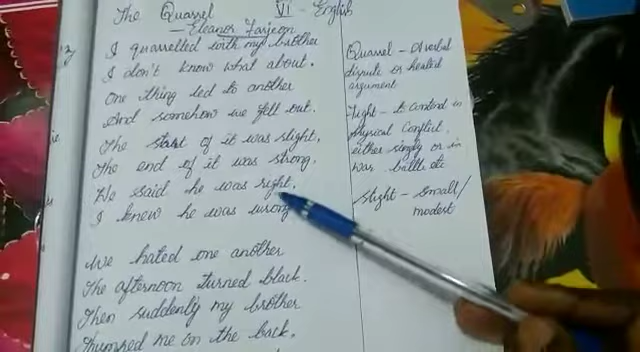 The Quarrel VI - English
- Eleanor Farjeon
I quarrelled with my brother
I don't know what about.
One thing led to another
And somehow we fell out.
The start of it was slight,
The end of it was strong.
He said he was right,
I knew he was wrong
We hated one another
The afternoon turned black.
Then suddenly my brother
Thumped me on the back,
Quarrel - A verbal
dispute or heated
argument
Fight - to contend in
physical conflict,
either singly or in
war, battle etc
Slight - Small/
modest